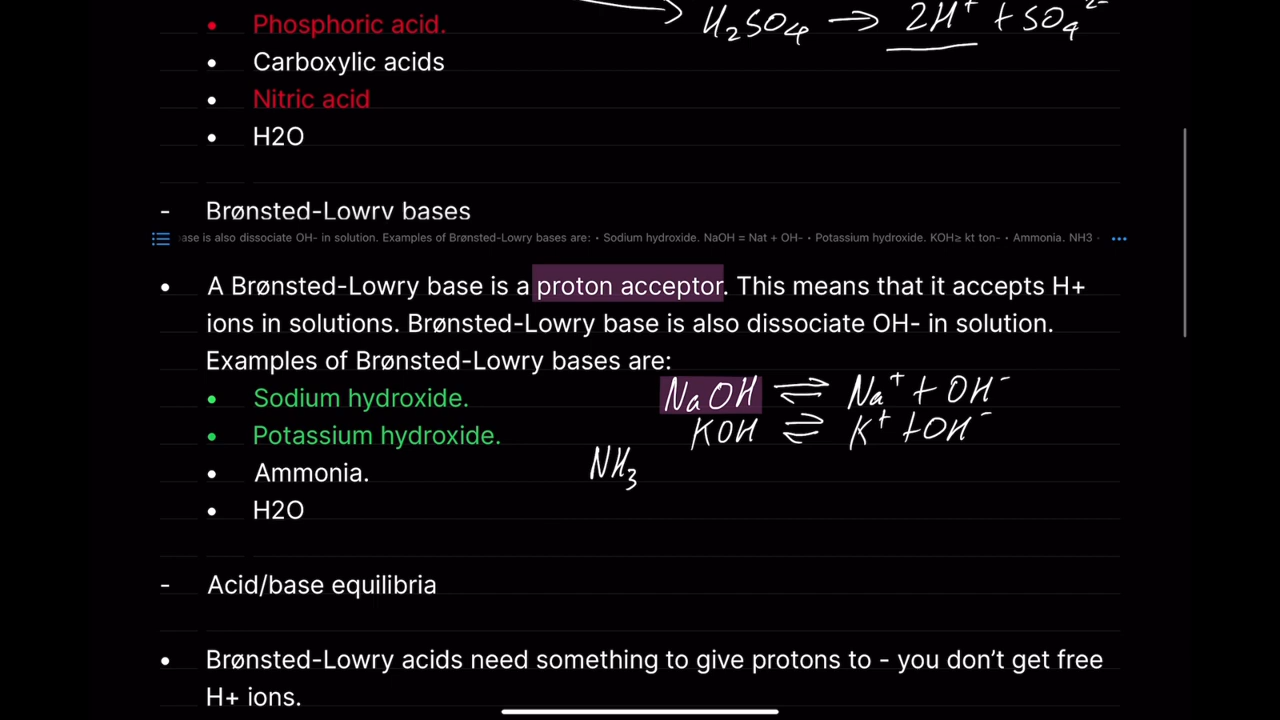 • Phosphoric acid. H₂SO₄ → 2H⁺ + SO₄²⁻
• Carboxylic acids
• Nitric acid
• H2O
- Brønsted-Lowry bases
ase is also dissociate OH- in solution. Examples of Brønsted-Lowry bases are: • Sodium hydroxide. NaOH = Nat + OH- • Potassium hydroxide. KOH≥ kt ton- • Ammonia. NH3 -
• A Brønsted-Lowry base is a proton acceptor. This means that it accepts H+
ions in solutions. Brønsted-Lowry base is also dissociate OH- in solution.
Examples of Brønsted-Lowry bases are:
• Sodium hydroxide. NaOH ⇌ Na⁺ + OH⁻
• Potassium hydroxide. KOH ⇌ K⁺ + OH⁻
• Ammonia. NH₃
• H2O
- Acid/base equilibria
• Brønsted-Lowry acids need something to give protons to - you don’t get free
H+ ions.